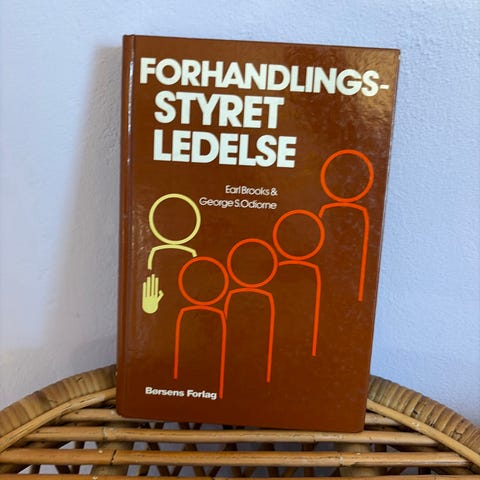 FORHANDLINGS-
STYRET
LEDELSE
Earl Brooks &
George S. Odiorne
Børsens Forlag